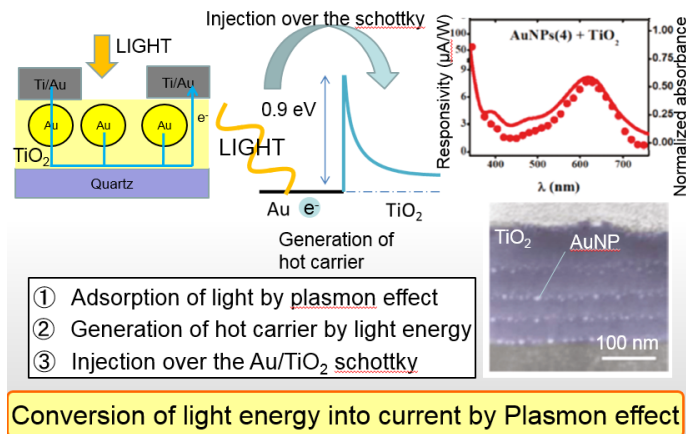 LIGHT
Ti/Au
Ti/Au
Au
Au
Au
e-
TiO2
Quartz
Injection over the schottky
0.9 eV
LIGHT
Au
e-
TiO2
Generation of
hot carrier
AuNPs(4) + TiO2
Responsivity (μA/W)
100
50
9
6
3
1.00
0.75
0.50
0.25
0.00
Normalized absorbance
400
500
600
700
λ (nm)
TiO2
AuNP
100 nm
① Adsorption of light by plasmon effect
② Generation of hot carrier by light energy
③ Injection over the Au/TiO2 schottky
Conversion of light energy into current by Plasmon effect